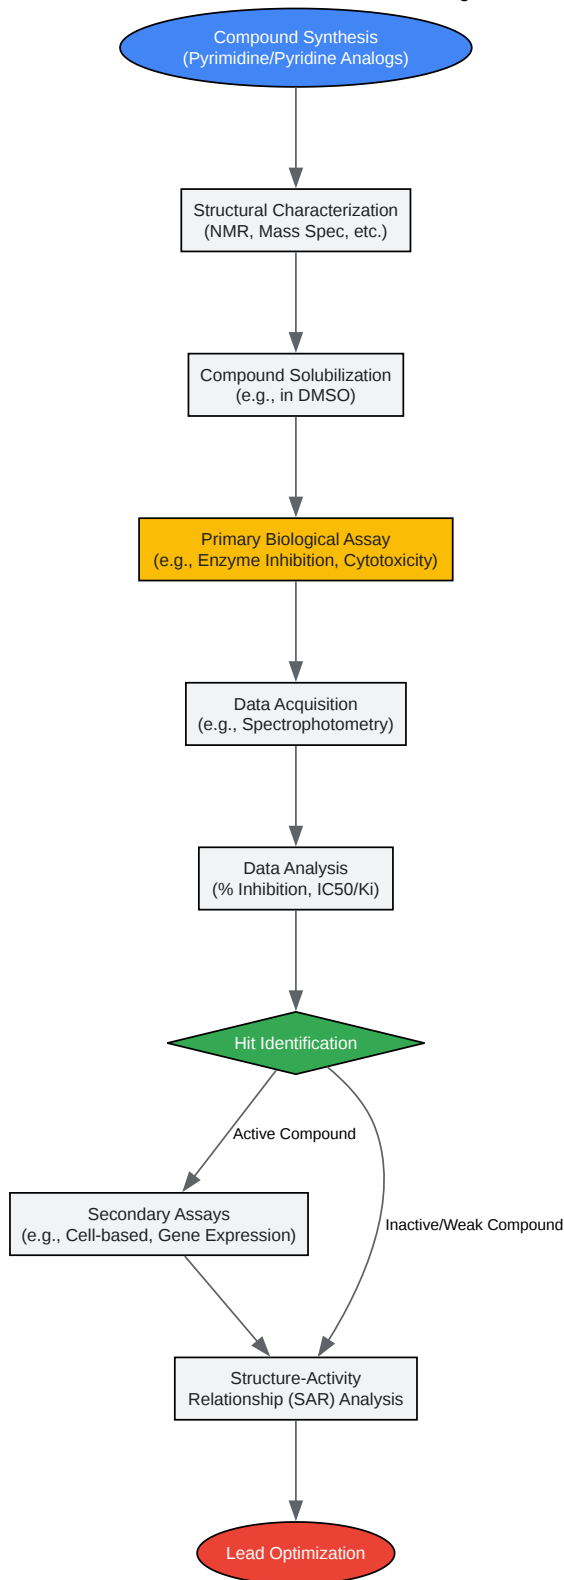 Compound Synthesis
(Pyrimidine/Pyridine Analogs)
Structural Characterization
(NMR, Mass Spec, etc.)
Compound Solubilization
(e.g., in DMSO)
Primary Biological Assay
(e.g., Enzyme Inhibition, Cytotoxicity)
Data Acquisition
(e.g., Spectrophotometry)
Data Analysis
(% Inhibition, IC50/Ki)
Hit Identification
Active Compound
Secondary Assays
(e.g., Cell-based, Gene Expression)
Inactive/Weak Compound
Structure-Activity
Relationship (SAR) Analysis
Lead Optimization